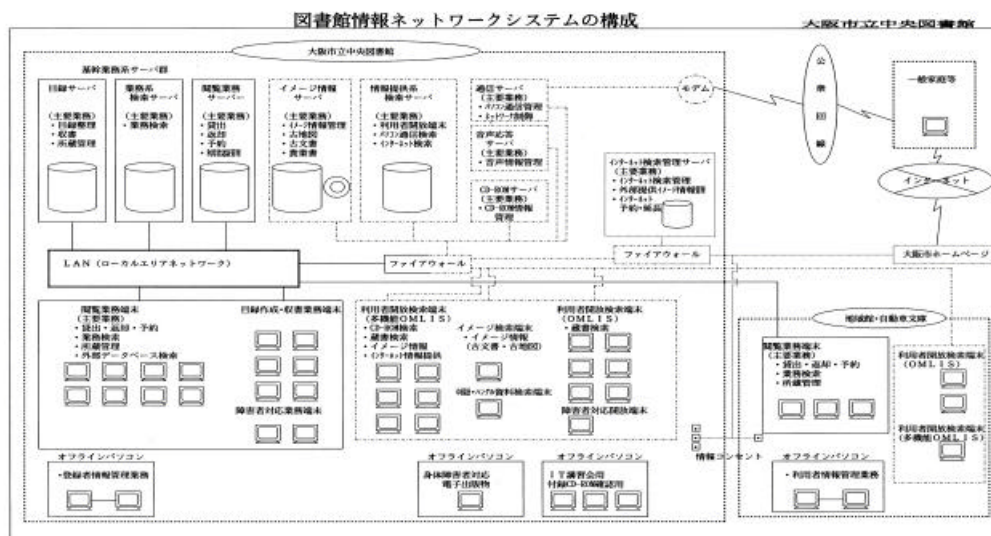 図書館情報ネットワークシステムの構成
大阪市立中央図書館
大阪市立中央図書館
基幹業務系サーバ群
目録サーバ
(主要業務)
・目録整理
・収書
・所蔵管理
業務系
検索サーバ
(主要業務)
・業務検索
閲覧業務
サーバー
(主要業務)
・貸出
・返却
・予約
イメージ情報
サーバ
(主要業務)
・イメージ情報管理
・古地図
・古文書
・貴重書
情報提供系
検索サーバ
(主要業務)
・利用者開放端末
・パソコン通信検索
・インターネット検索
通信サーバ
(主要業務)
・パソコン通信管理
・ネットワーク制御
音声応答
サーバ
(主要業務)
・音声情報管理
CD-ROMサーバ
(主要業務)
・CD-ROM情報
管理
モデム
公衆回線
一般家庭等
インターネット
インターネット検索管理サーバ
(主要業務)
・インターネット検索管理
・外部提供イメージ情報
・インターネット
予約・
LAN(ローカルエリアネットワーク)
ファイアウォール
ファイアウォール
大阪市ホームページ
閲覧業務端末
(主要業務)
・貸出・返却・予約
・業務検索
・所蔵管理
・外部データベース検索
目録作成・収書業務端末
障害者対応業務端末
利用者開放検索端末
(多機能OMLIS)
・CD-ROM検索
・蔵書検索
・イメージ情報
・インターネット情報提供
イメージ検索端末
・イメージ情報
(古文書・古地図)
中国・ハングル資料検索端末
利用者開放検索端末
(OMLIS)
・蔵書検索
障害者対応開放端末
地域館・自動車文庫
閲覧業務端末
(主要業務)
・貸出・返却・予約
・業務検索
・所蔵管理
利用者開放検索端末
(OMLIS)
利用者開放検索端末
(多機能OMLIS)
情報コンセント
オフラインパソコン
・登録者情報管理業務
オフラインパソコン
身体障害者対応
電子出版物
オフラインパソコン
IT講習会用
付録CD-ROM確認用
オフラインパソコン
・利用者情報管理業務